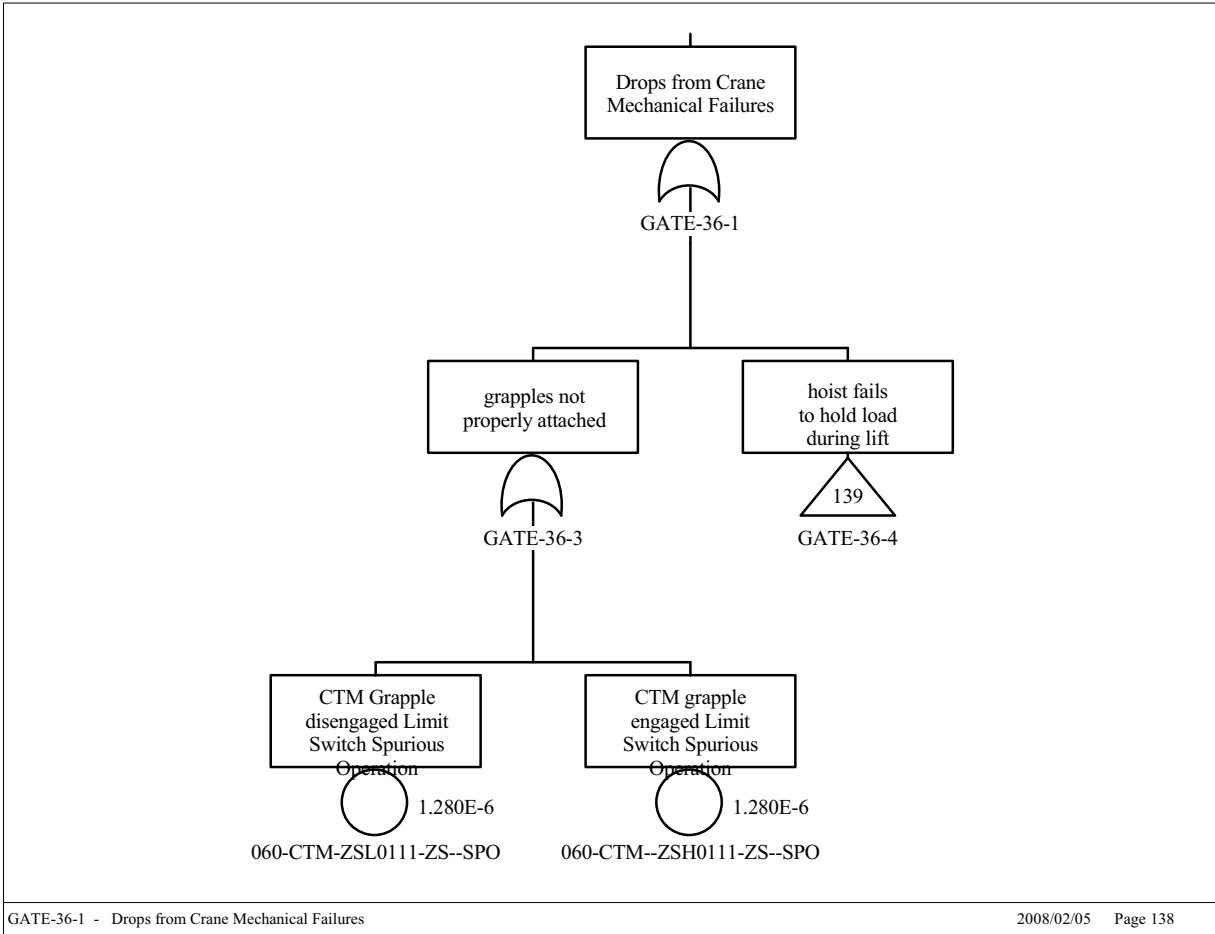 Drops from Crane
Mechanical Failures
GATE-36-1
grapples not
properly attached
GATE-36-3
hoist fails
to hold load
during lift
139
GATE-36-4
CTM Grapple
disengaged Limit
Switch Spurious
Operation
1.280E-6
060-CTM-ZSL0111-ZS--SPO
CTM grapple
engaged Limit
Switch Spurious
Operation
1.280E-6
060-CTM--ZSH0111-ZS--SPO
GATE-36-1 - Drops from Crane Mechanical Failures
2008/02/05 Page 138